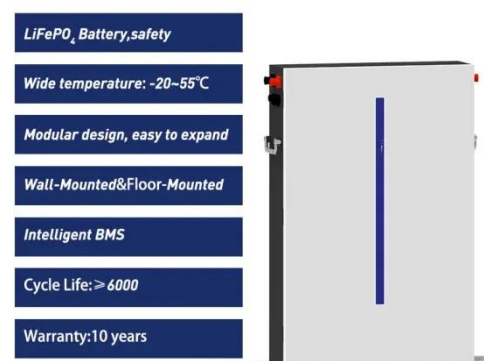 LiFePO₄ Battery,safety
Wide temperature: -20~55℃
Modular design, easy to expand
Wall-Mounted&Floor-Mounted
Intelligent BMS
Cycle Life:≥6000
Warranty:10 years